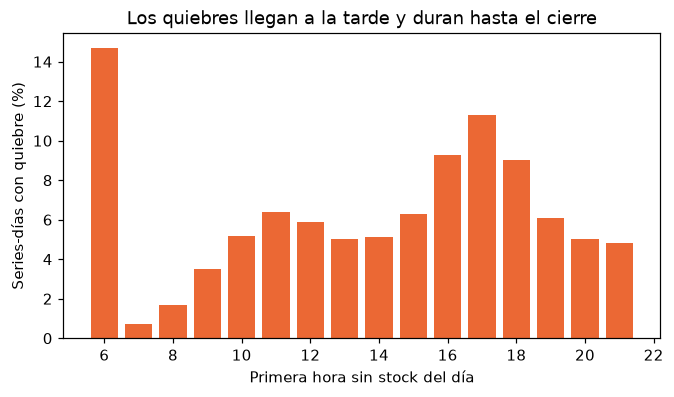 Los quiebres llegan a la tarde y duran hasta el cierre
Series-días con quiebre (%)
14
12
10
8
6
4
2
0
6 8 10 12 14 16 18 20 22
Primera hora sin stock del día